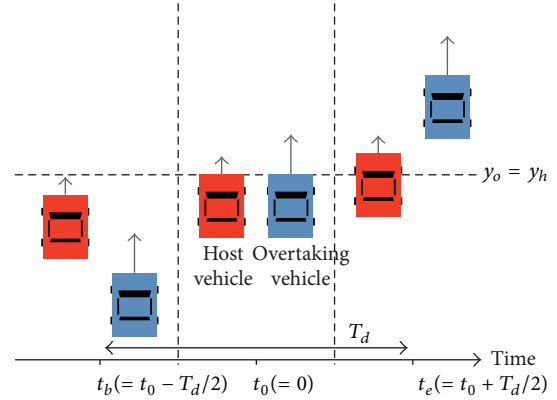 y_o = y_h
Host Overtaking
vehicle vehicle
T_d
Time
t_b(= t_0 − T_d/2) t_0(= 0) t_e(= t_0 + T_d/2)